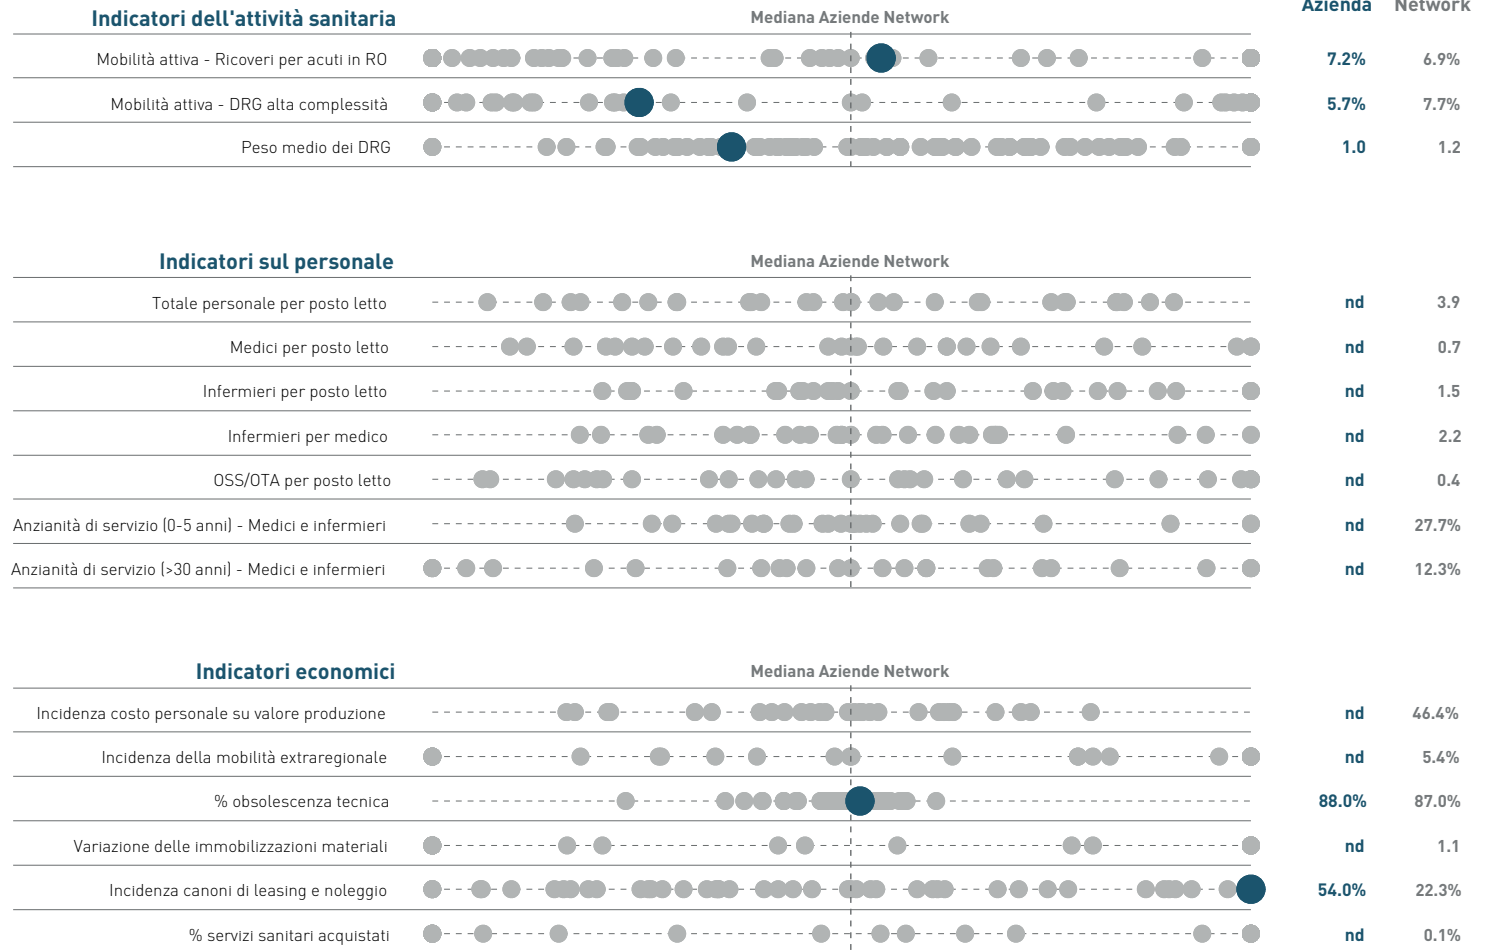 Azienda Network
Indicatori dell'attività sanitaria Mediana Aziende Network
Mobilità attiva - Ricoveri per acuti in RO 7.2% 6.9%
Mobilità attiva - DRG alta complessità 5.7% 7.7%
Peso medio dei DRG 1.0 1.2
Indicatori sul personale Mediana Aziende Network
Totale personale per posto letto nd 3.9
Medici per posto letto nd 0.7
Infermieri per posto letto nd 1.5
Infermieri per medico nd 2.2
OSS/OTA per posto letto nd 0.4
Anzianità di servizio (0-5 anni) - Medici e infermieri nd 27.7%
Anzianità di servizio (>30 anni) - Medici e infermieri nd 12.3%
Indicatori economici Mediana Aziende Network
Incidenza costo personale su valore produzione nd 46.4%
Incidenza della mobilità extraregionale nd 5.4%
% obsolescenza tecnica 88.0% 87.0%
Variazione delle immobilizzazioni materiali nd 1.1
Incidenza canoni di leasing e noleggio 54.0% 22.3%
% servizi sanitari acquistati nd 0.1%